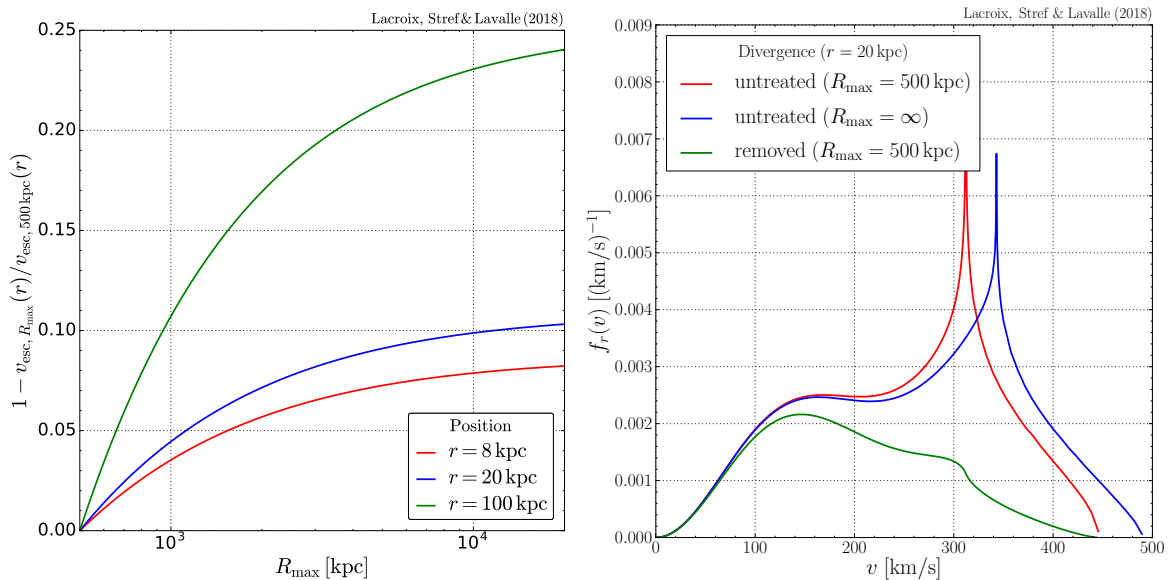 Lacroix, Stref & Lavalle (2018)
0.25
0.20
0.15
0.10
0.05
0.00
1 − v_esc, R_max (r)/v_esc, 500 kpc (r)
Position
r = 8 kpc
r = 20 kpc
r = 100 kpc
10^3
10^4
R_max [kpc]
Lacroix, Stref & Lavalle (2018)
0.009
0.008
0.007
0.006
0.005
0.004
0.003
0.002
0.001
0.000
f_r(v) [(km/s)^−1]
Divergence (r = 20 kpc)
untreated (R_max = 500 kpc)
untreated (R_max = ∞)
removed (R_max = 500 kpc)
0 100 200 300 400 500
v [km/s]